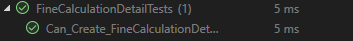 FineCalculationDetailTests (1) 5 ms
Can_Create_FineCalculationDet... 5 ms